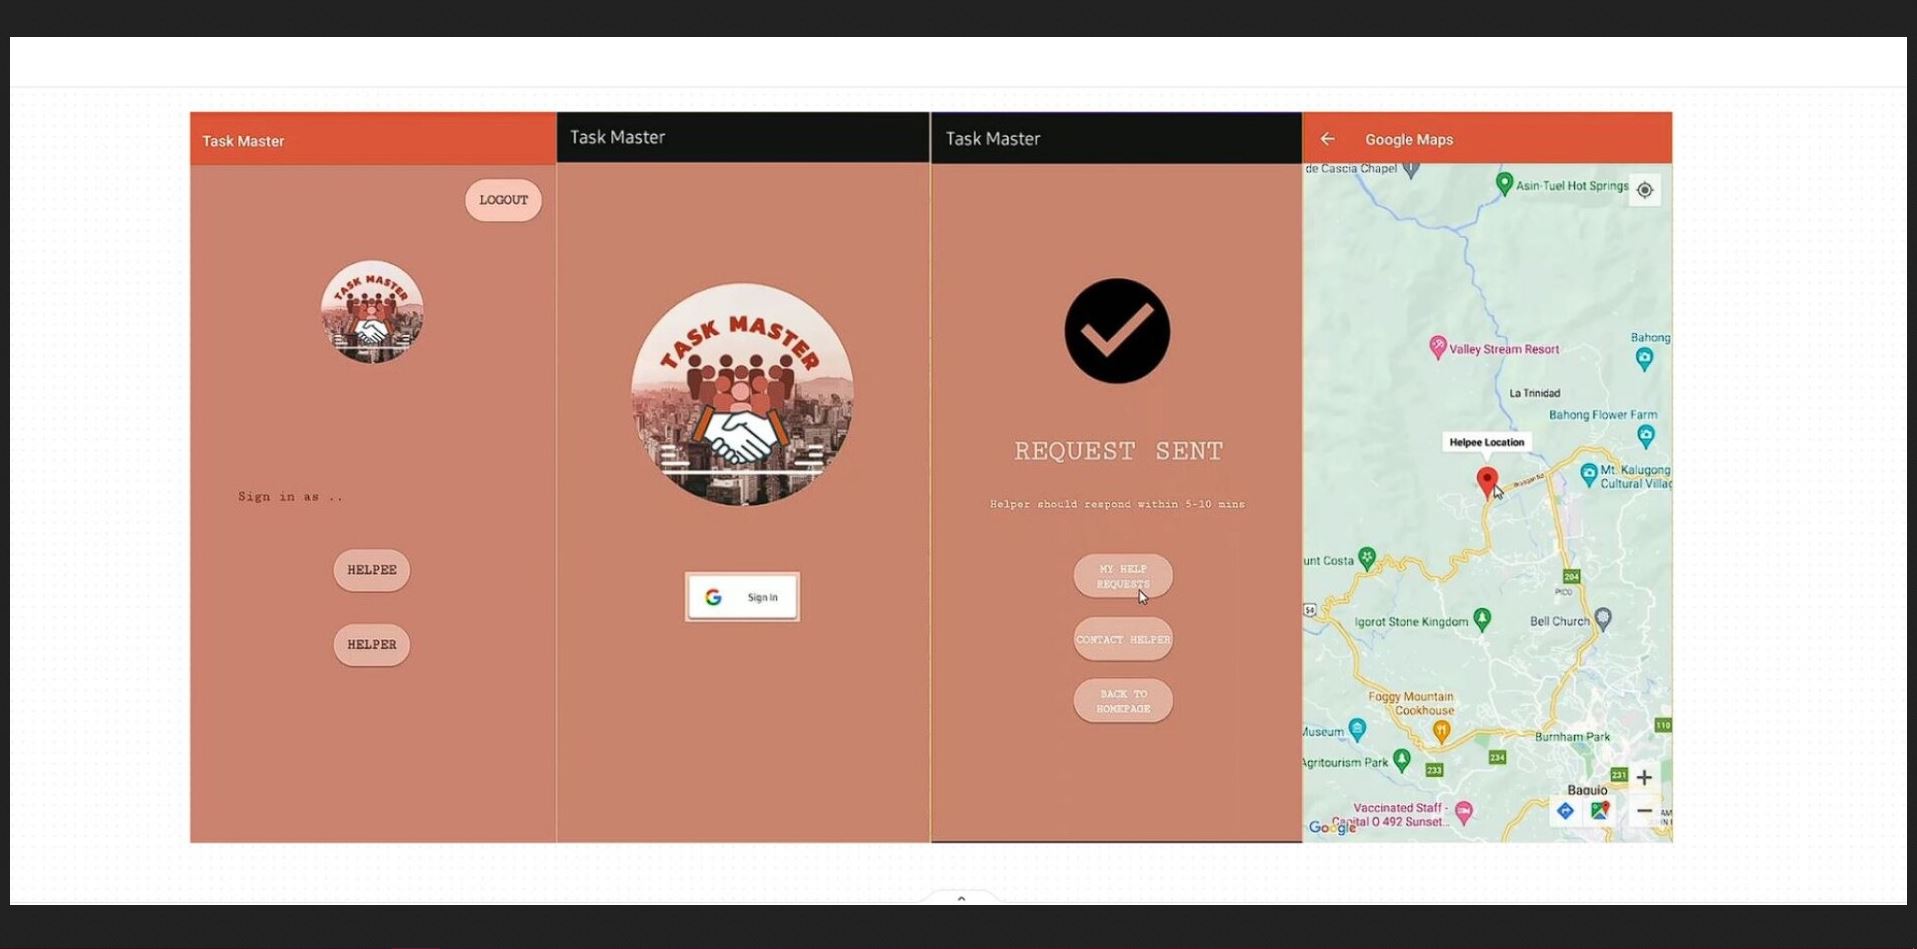 Task Master
LOGOUT
TASK MASTER
Sign in as ..
HELPEE
HELPER
Task Master
TASK MASTER
Sign In
Task Master
REQUEST SENT
Helper should respond within 5-10 mins
MY HELP
REQUESTS
CONTACT HELPER
BACK TO
HOMEPAGE
Google Maps
de Cascia Chapel
Asin-Tuel Hot Springs
Valley Stream Resort
Bahong
La Trinidad
Bahong Flower Farm
Helpee Location
Mt. Kalugong
Cultural Villag
unt Costa
204
PICO
54
Igorot Stone Kingdom
Bell Church
Foggy Mountain
Cookhouse
110
Museum
Burnham Park
234
Agritourism Park
233
231
Baguio
Vaccinated Staff -
Capital O 492 Sunset...
Google